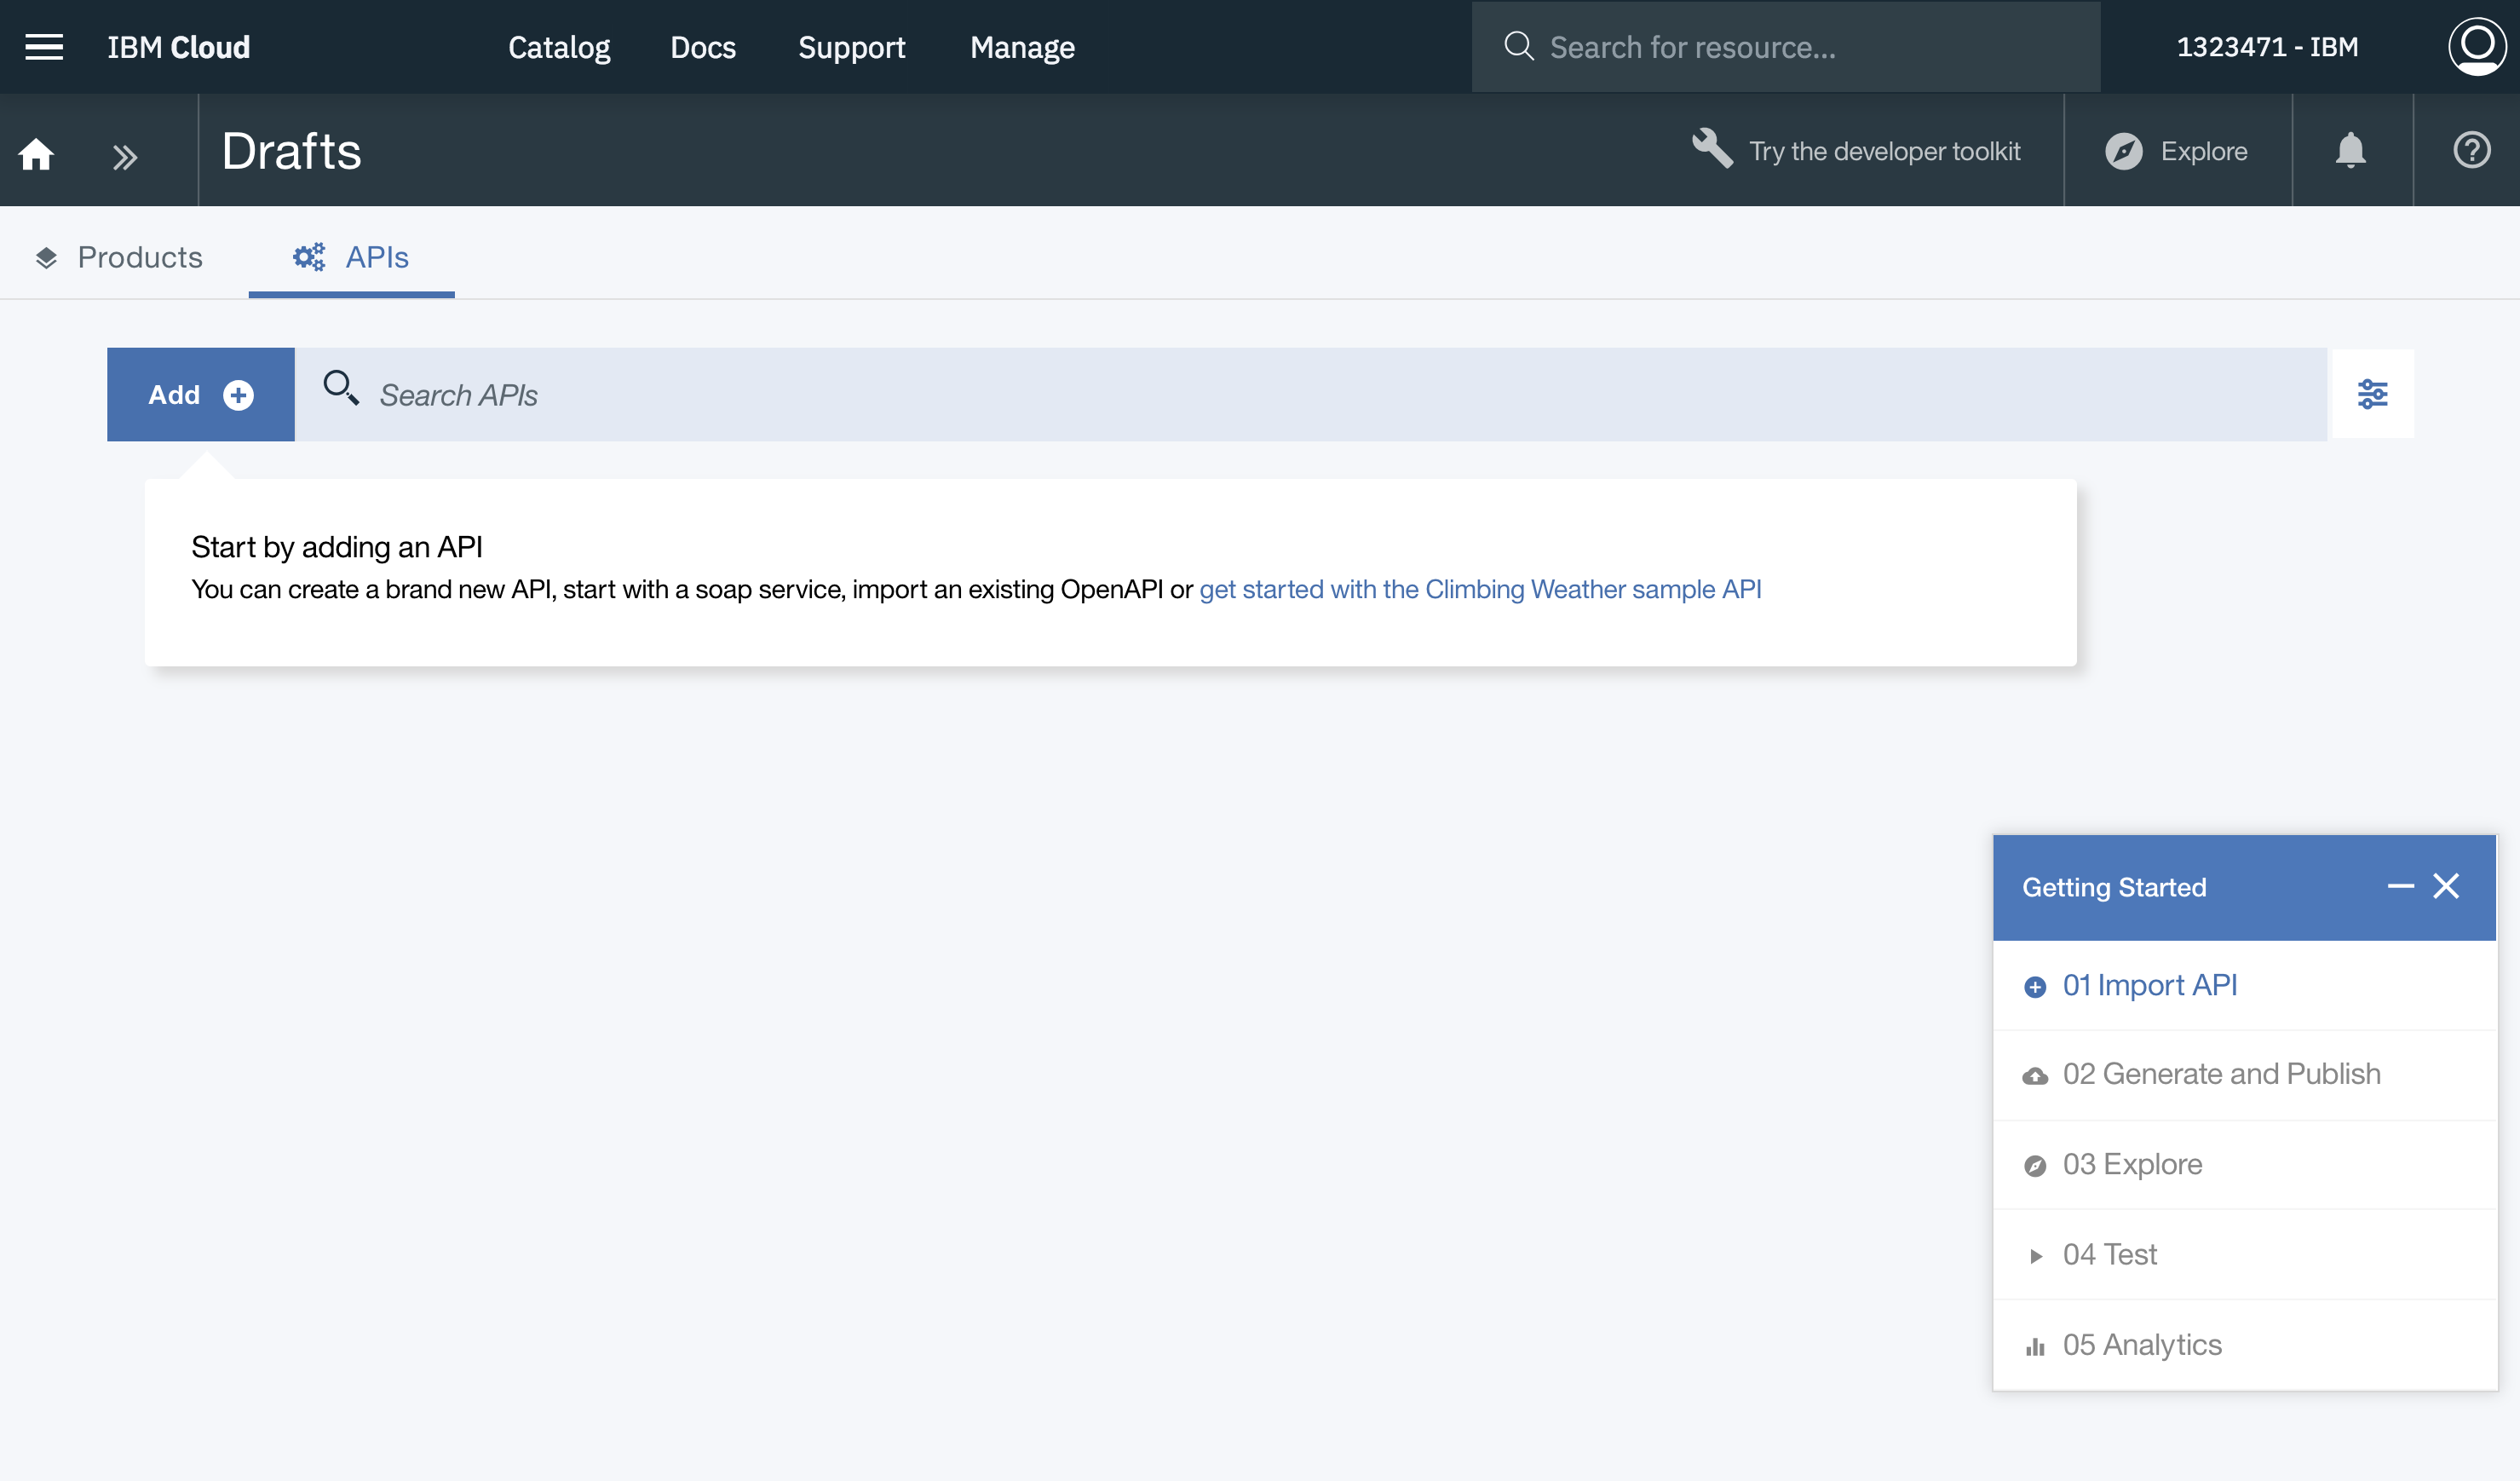 IBM Cloud
Catalog
Docs
Support
Manage
Search for resource...
1323471 - IBM
Drafts
Try the developer toolkit
Explore
Products
APIs
Add
Search APIs
Start by adding an API
You can create a brand new API, start with a soap service, import an existing OpenAPI or get started with the Climbing Weather sample API
Getting Started
01 Import API
02 Generate and Publish
03 Explore
04 Test
05 Analytics